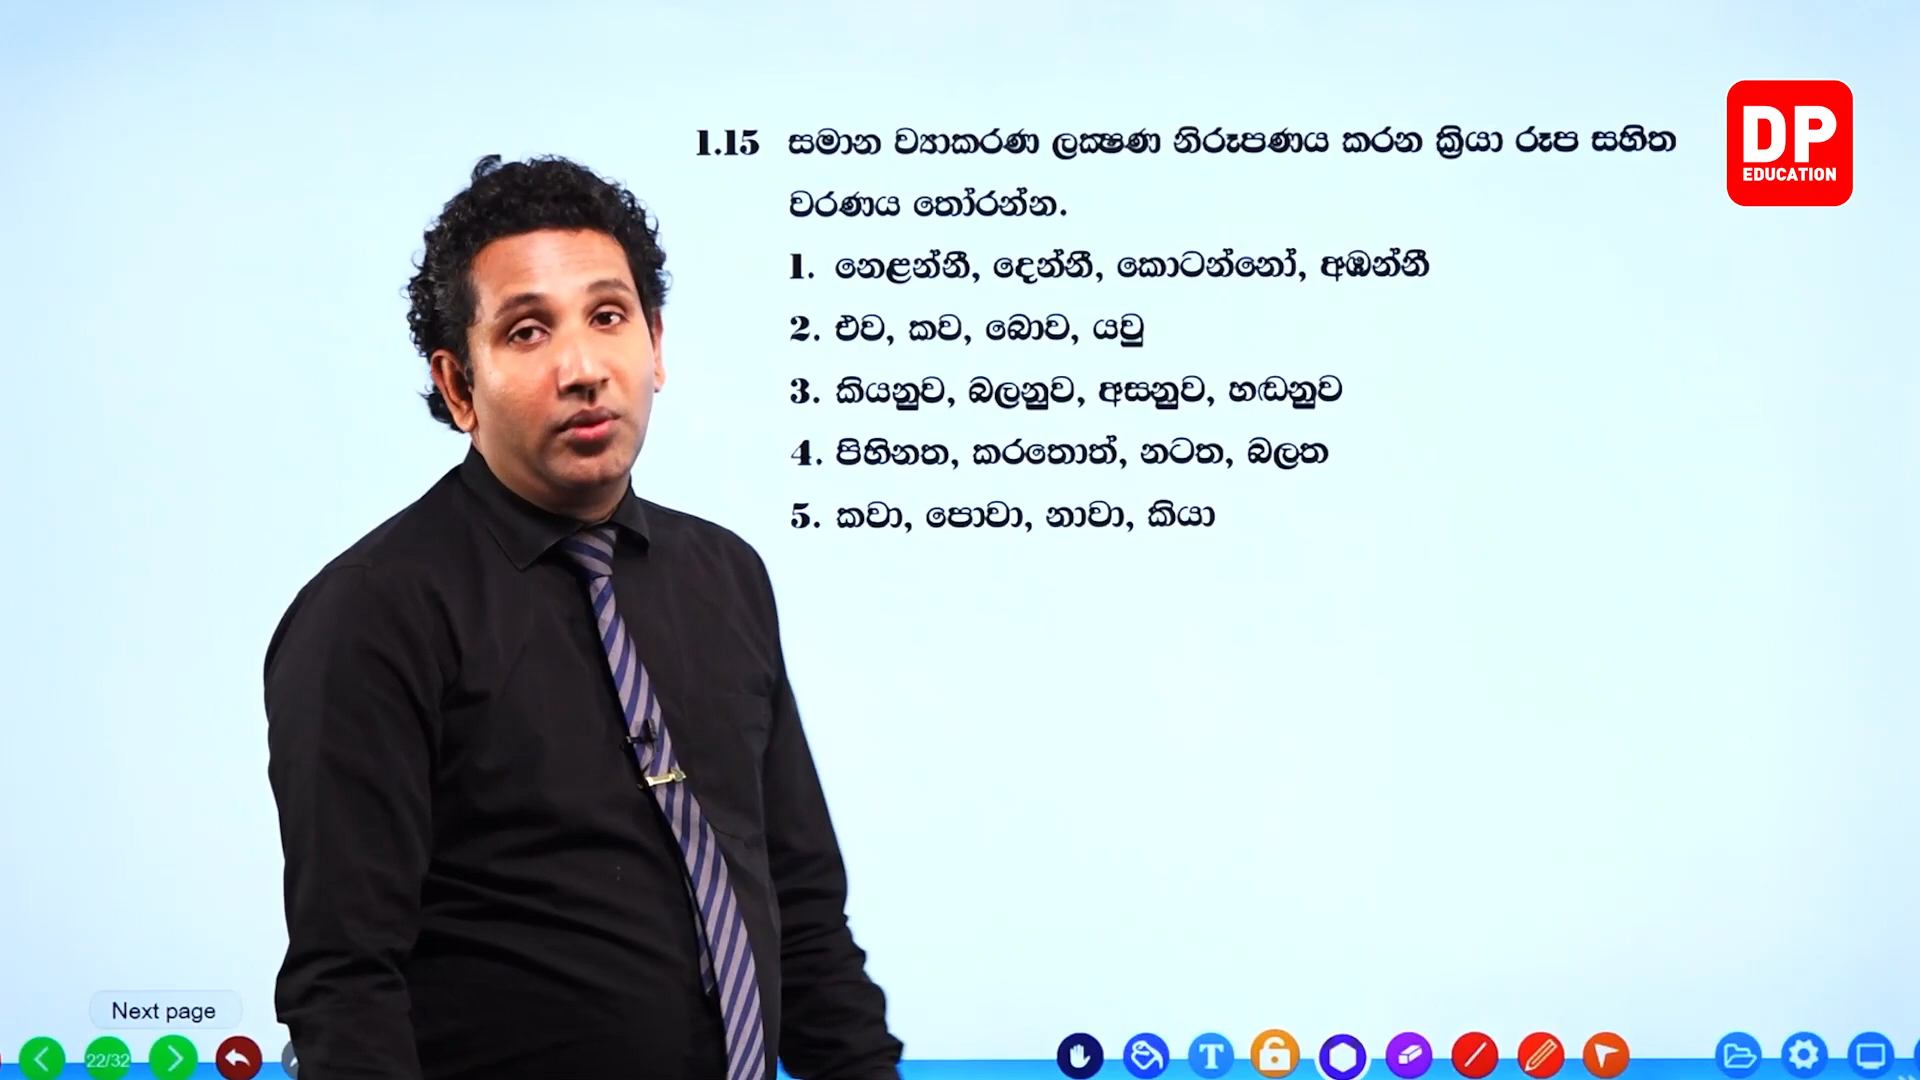 DP
EDUCATION
1.15 සමාන ව්‍යාකරණ ලක්‍ෂණ නිරූපණය කරන ක්‍රියා රූප සහිත
වරණය තෝරන්න.
1. නෙළන්නී, දෙන්නී, කොටන්නෝ, අඹන්නී
2. එව, කව, බොව, යවු
3. කියනුව, බලනුව, අසනුව, හඬනුව
4. පිහිනත, කරතොත්, නටත, බලත
5. කවා, පොවා, නාවා, කියා
Next page
22/32
T